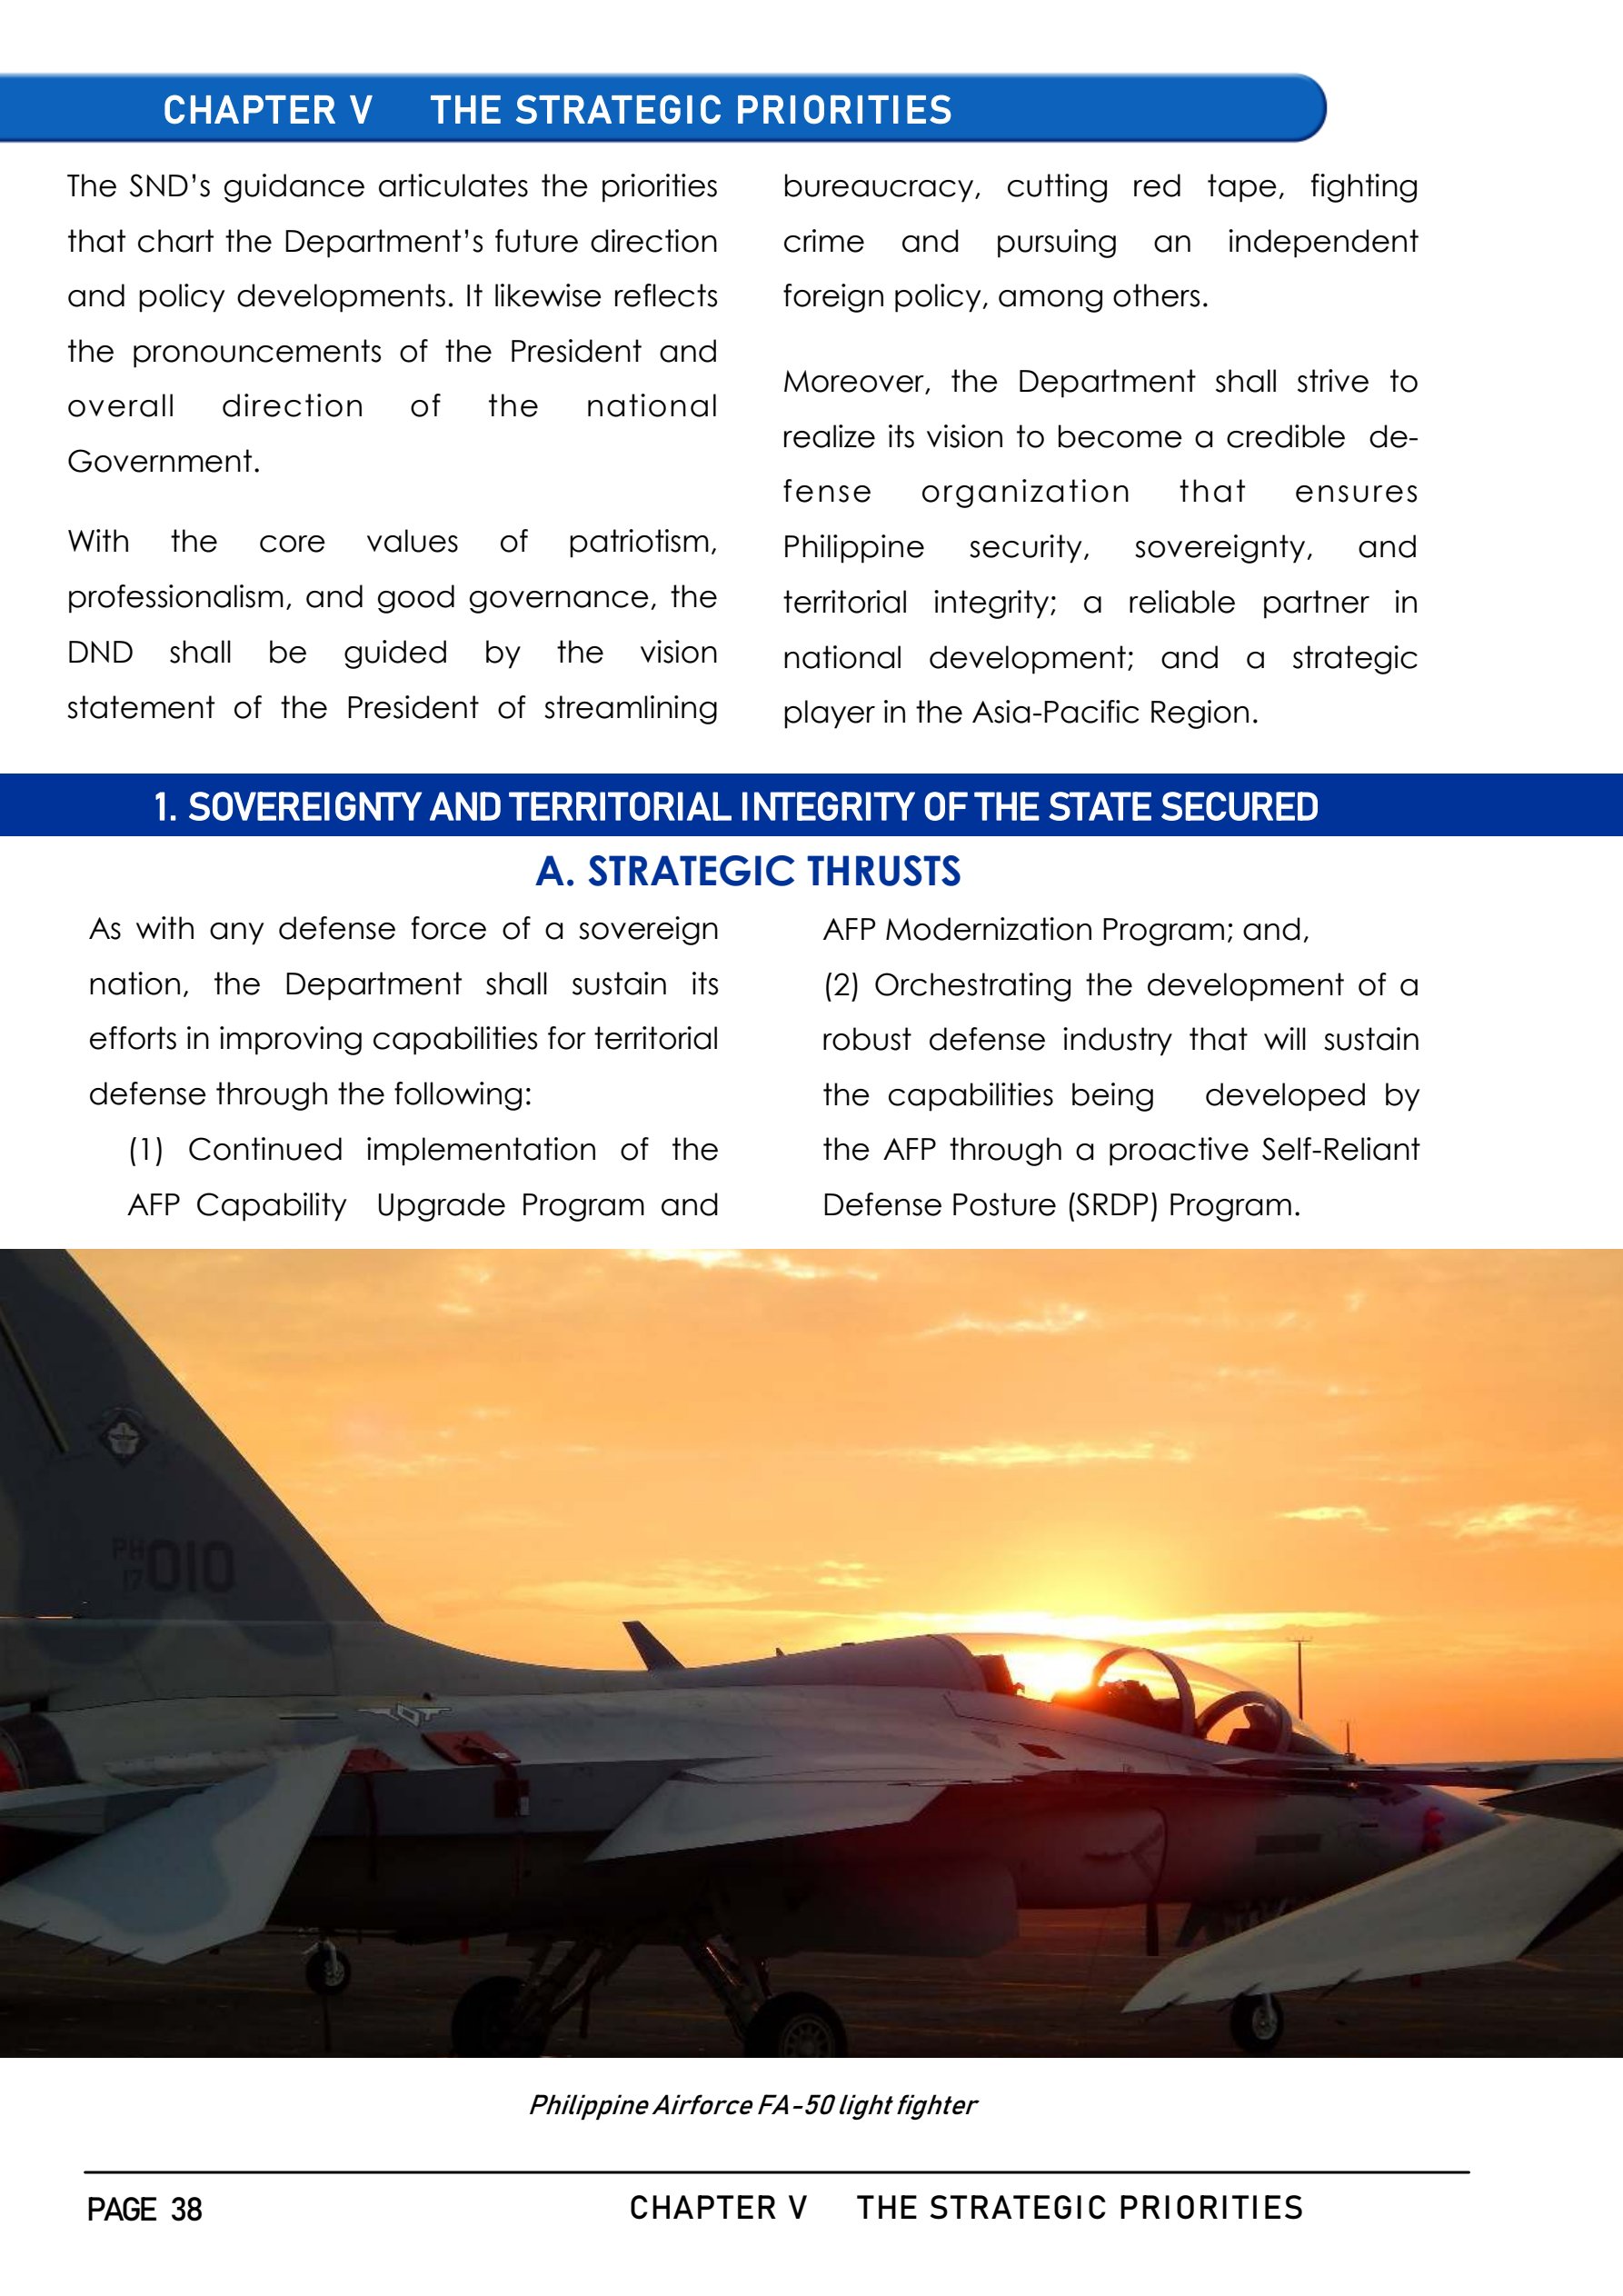 CHAPTER V THE STRATEGIC PRIORITIES
The SND’s guidance articulates the priorities
that chart the Department’s future direction
and policy developments. It likewise reflects
the pronouncements of the President and
overall direction of the national
Government.
With the core values of patriotism,
professionalism, and good governance, the
DND shall be guided by the vision
statement of the President of streamlining
bureaucracy, cutting red tape, fighting
crime and pursuing an independent
foreign policy, among others.
Moreover, the Department shall strive to
realize its vision to become a credible de-
fense organization that ensures
Philippine security, sovereignty, and
territorial integrity; a reliable partner in
national development; and a strategic
player in the Asia-Pacific Region.
1. SOVEREIGNTY AND TERRITORIAL INTEGRITY OF THE STATE SECURED
A. STRATEGIC THRUSTS
As with any defense force of a sovereign
nation, the Department shall sustain its
efforts in improving capabilities for territorial
defense through the following:
(1) Continued implementation of the
AFP Capability Upgrade Program and
AFP Modernization Program; and,
(2) Orchestrating the development of a
robust defense industry that will sustain
the capabilities being developed by
the AFP through a proactive Self-Reliant
Defense Posture (SRDP) Program.
PH
17 010
Philippine Airforce FA-50 light fighter
PAGE 38
CHAPTER V THE STRATEGIC PRIORITIES